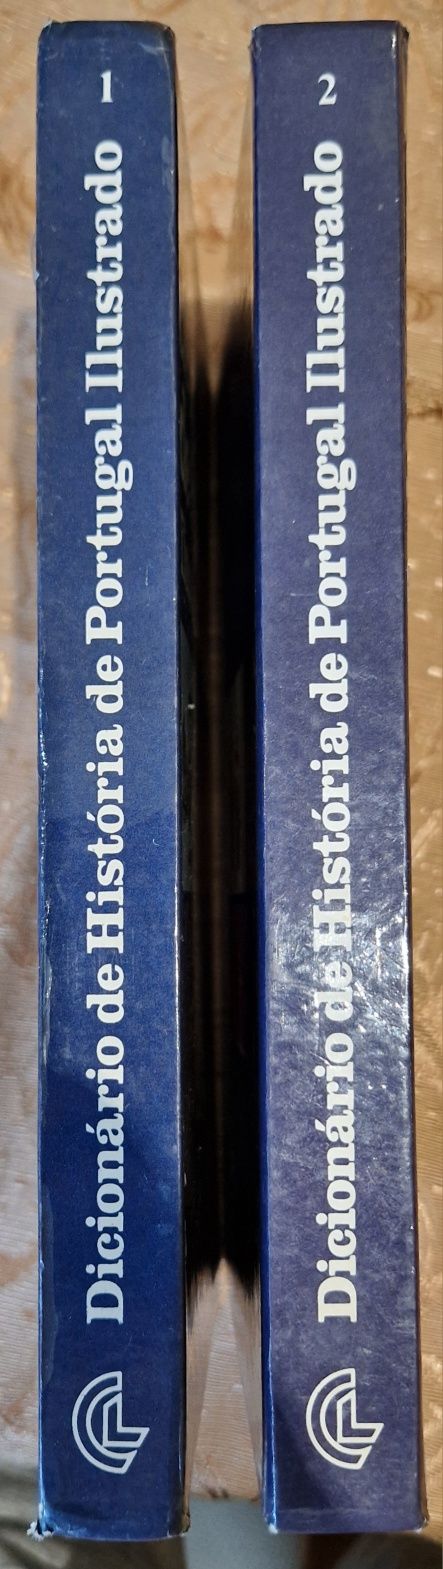 1
Dicionário de História de Portugal Ilustrado
2
Dicionário de História de Portugal Ilustrado